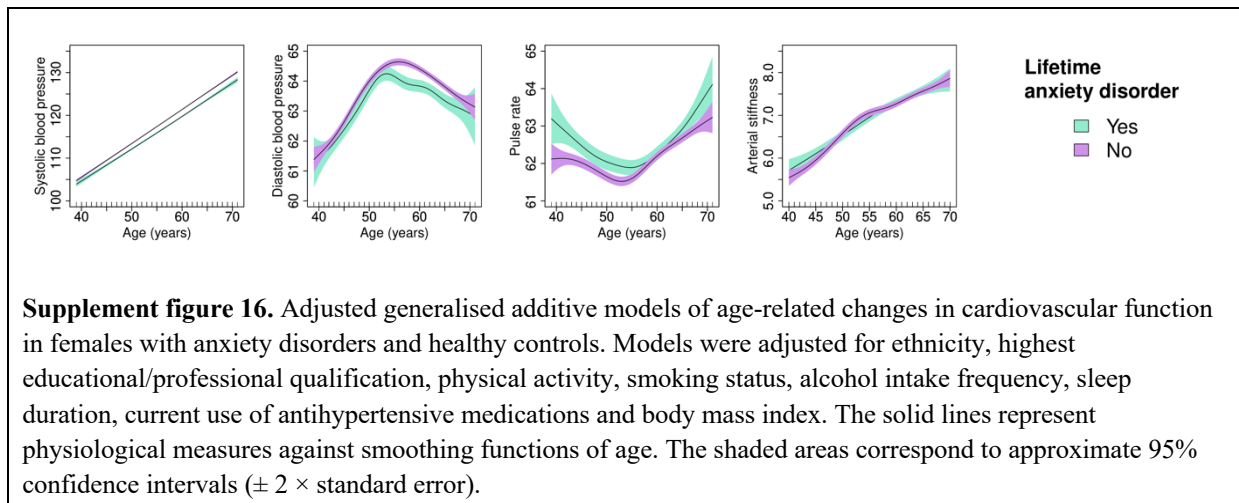 Systolic blood pressure
100 110 120 130
40 50 60 70
Age (years)
Diastolic blood pressure
60 61 62 63 64 65
40 50 60 70
Age (years)
Pulse rate
61 62 63 64 65
40 50 60 70
Age (years)
Arterial stiffness
5.0 6.0 7.0 8.0
40 45 50 55 60 65 70
Age (years)
Lifetime
anxiety disorder
Yes
No
Supplement figure 16. Adjusted generalised additive models of age-related changes in cardiovascular function
in females with anxiety disorders and healthy controls. Models were adjusted for ethnicity, highest
educational/professional qualification, physical activity, smoking status, alcohol intake frequency, sleep
duration, current use of antihypertensive medications and body mass index. The solid lines represent
physiological measures against smoothing functions of age. The shaded areas correspond to approximate 95%
confidence intervals (± 2 × standard error).